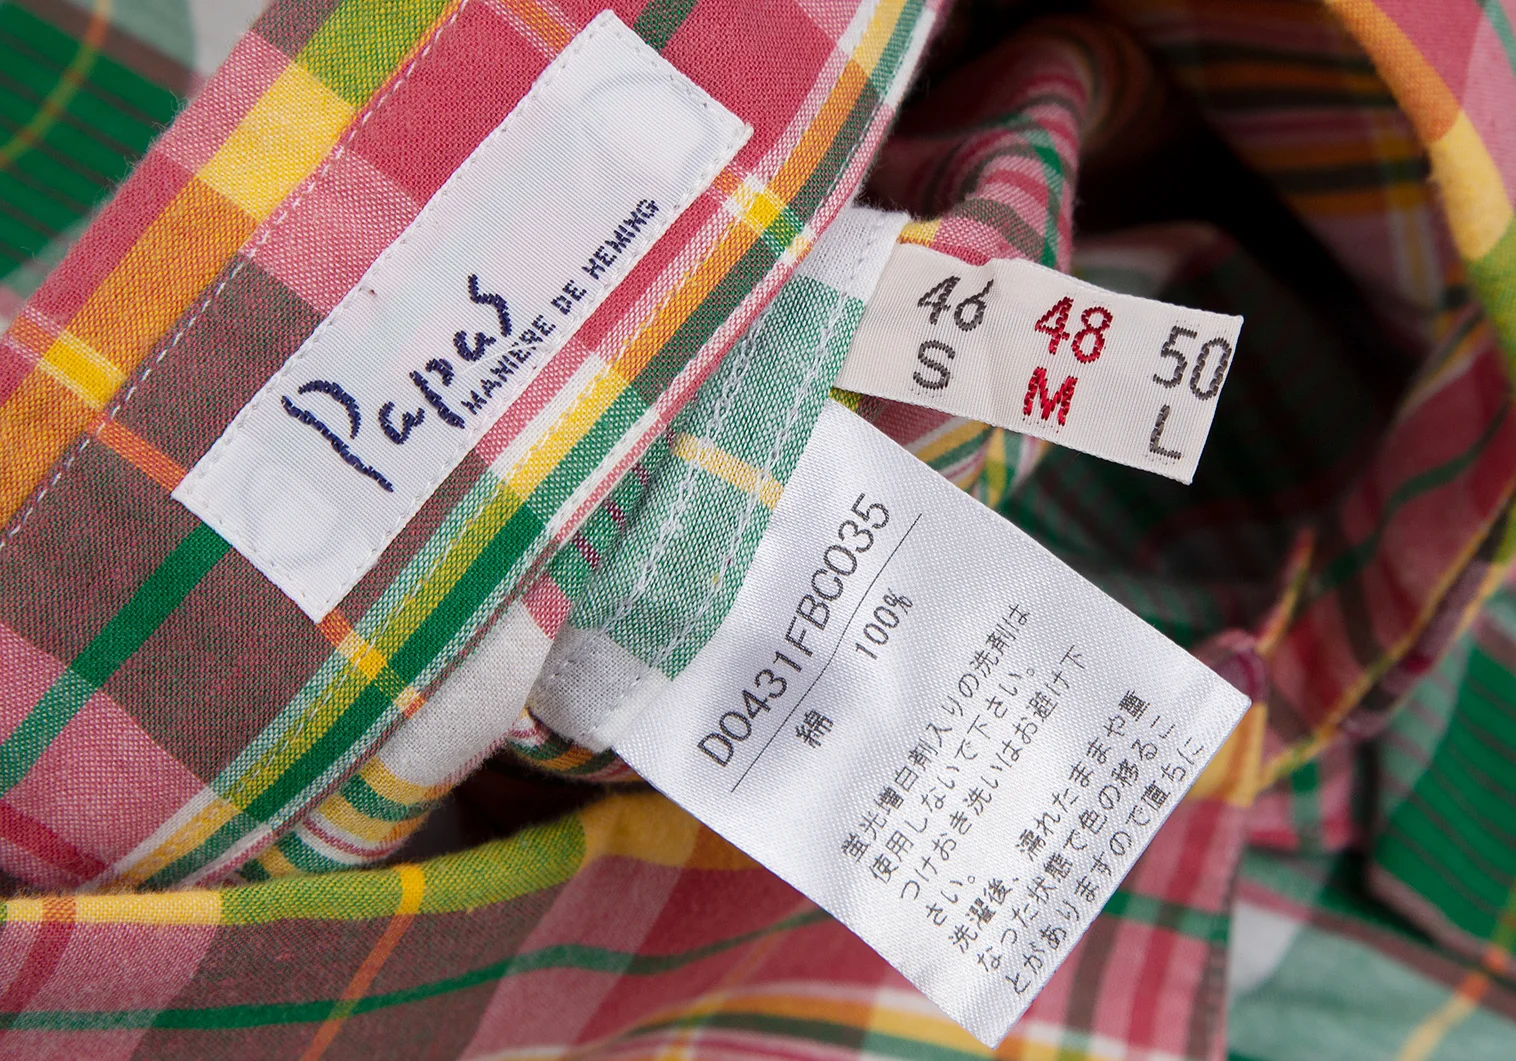 Papas
MANIERE DE HEMING
46 48 50
S M L
D0431FBC035
綿 100%
蛍光増白剤入りの洗剤は
使用しないで下さい。
つけおき洗いはお避け下
さい。
洗濯後、濡れたままや重
なった状態で色の移るこ
とがありますので直ちに